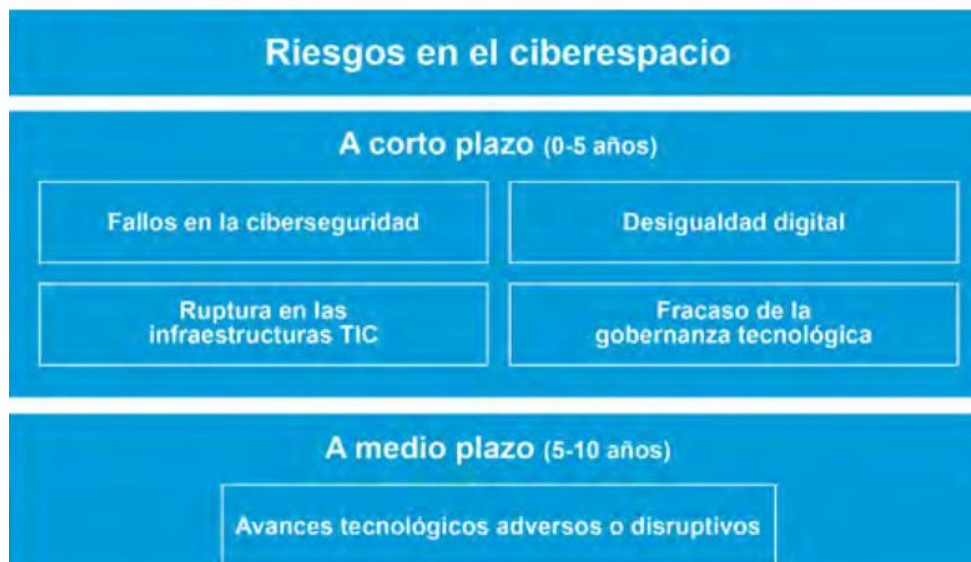 Riesgos en el ciberespacio
A corto plazo (0-5 años)
Fallos en la ciberseguridad
Desigualdad digital
Ruptura en las
infraestructuras TIC
Fracaso de la
gobernanza tecnológica
A medio plazo (5-10 años)
Avances tecnológicos adversos o disruptivos